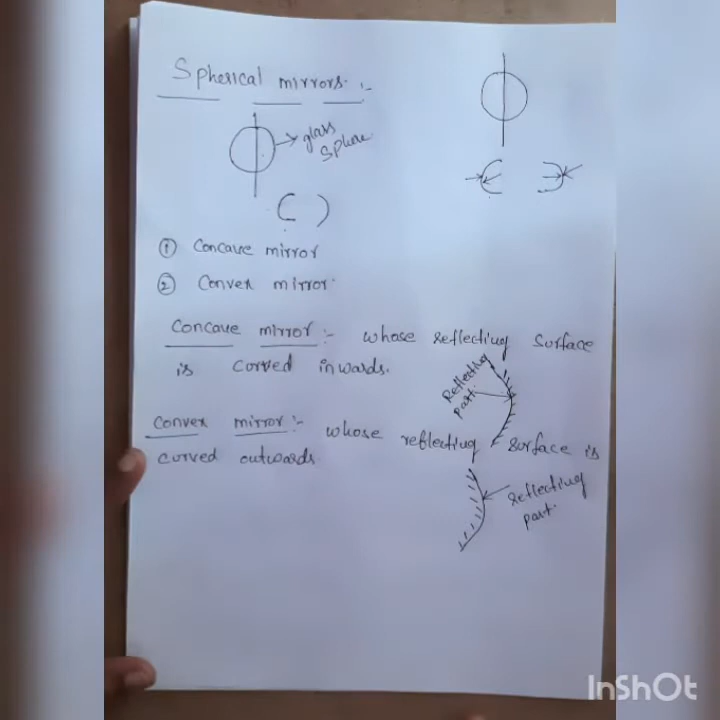 Spherical mirrors :-
glass
sphere.
① Concave mirror
② Convex mirror.
Concave mirror :- whose reflecting surface
is curved inwards.
Reflecting
part.
Convex mirror :- whose reflecting surface is
curved outwards
reflecting
part.
InShOt